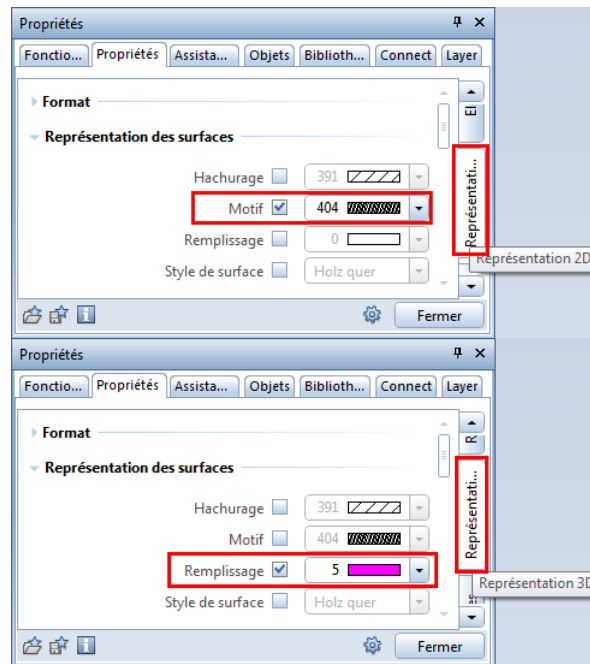 Propriétés
Fonctio... Propriétés Assista... Objets Biblioth... Connect Layer
Format
El
Représentation des surfaces
Hachurage 391
Motif 404
Remplissage 0
Style de surface Holz quer
Représentati...
Représentation 2D
Fermer
Propriétés
Fonctio... Propriétés Assista... Objets Biblioth... Connect Layer
Format
R
Représentation des surfaces
Hachurage 391
Motif 404
Remplissage 5
Style de surface Holz quer
Représentati...
Représentation 3D
Fermer